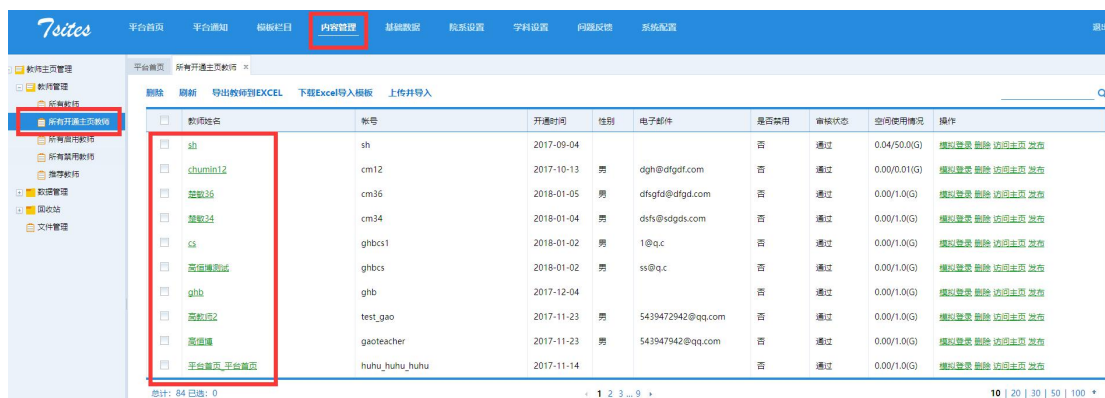 Tsites 平台首页 平台通知 模板栏目 内容管理 基础数据 院系设置 学科设置 问题反馈 系统配置
教师主页管理
教师管理
所有教师
所有开通主页教师
所有启用教师
所有禁用教师
推荐教师
数据管理
回收站
文件管理
平台首页 所有开通主页教师 ×
删除 刷新 导出教师到EXCEL 下载Excel导入模板 上传并导入
教师姓名 帐号 开通时间 性别 电子邮件 是否禁用 审核状态 空间使用情况 操作
sh sh 2017-09-04 否 通过 0.04/50.0(G) 模拟登录 删除 访问主页 发布
chumin12 cm12 2017-10-13 男 dgh@dfgdf.com 否 通过 0.00/0.01(G) 模拟登录 删除 访问主页 发布
楚敏36 cm36 2018-01-05 男 dfsgfd@dfgd.com 否 通过 0.00/1.0(G) 模拟登录 删除 访问主页 发布
楚敏34 cm34 2018-01-04 男 dsfs@sdgds.com 否 通过 0.00/1.0(G) 模拟登录 删除 访问主页 发布
cs ghbcs1 2018-01-02 男 1@q.c 否 通过 0.00/1.0(G) 模拟登录 删除 访问主页 发布
高恒博测试 ghbcs 2018-01-02 男 ss@q.c 否 通过 0.00/1.0(G) 模拟登录 删除 访问主页 发布
ghb ghb 2017-12-04 否 通过 0.00/1.0(G) 模拟登录 删除 访问主页 发布
高教师2 test_gao 2017-11-23 男 5439472942@qq.com 否 通过 0.00/1.0(G) 模拟登录 删除 访问主页 发布
高恒博 gaoteacher 2017-11-23 男 543947942@qq.com 否 通过 0.00/1.0(G) 模拟登录 删除 访问主页 发布
平台首页_平台首页 huhu_huhu_huhu 2017-11-14 否 通过 0.00/1.0(G) 模拟登录 删除 访问主页 发布
总计: 84 已选: 0 1 2 3 ... 9 10 | 20 | 30 | 50 | 100